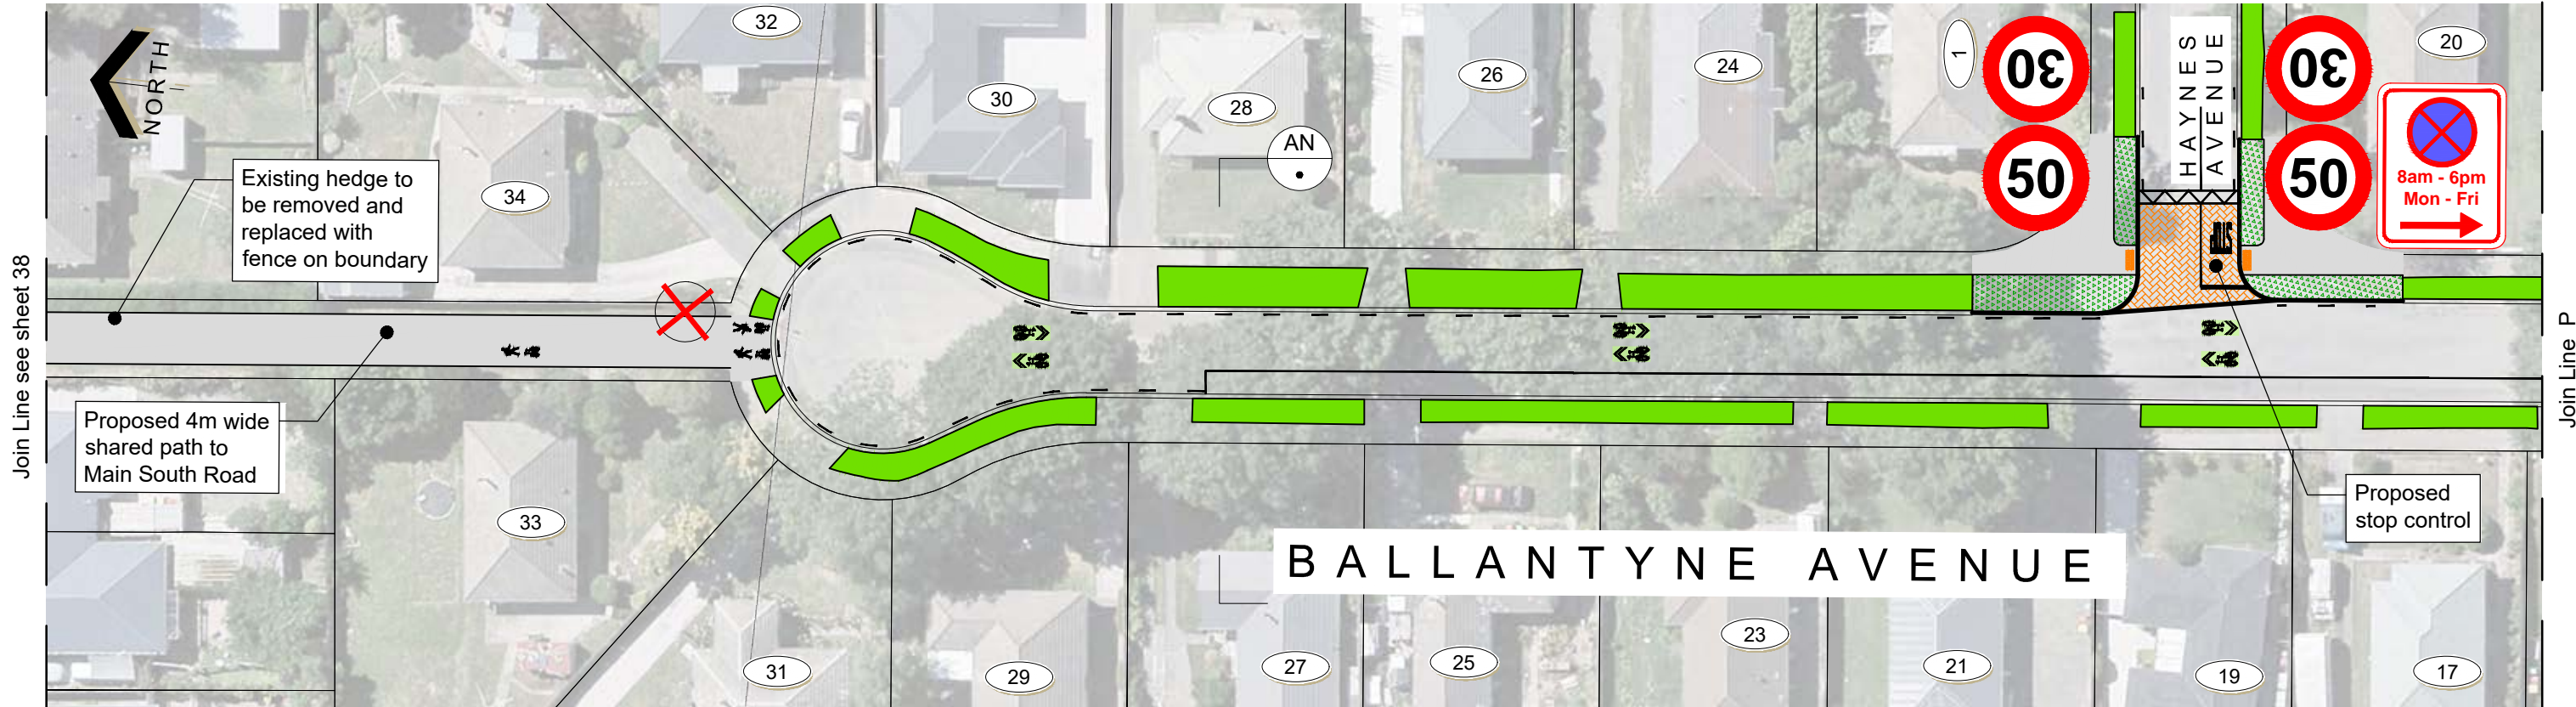 32
30
28
26
24
1
20
NORTH
HAYNES
AVENUE
30
30
50
50
8am - 6pm
Mon - Fri
AN
Existing hedge to
be removed and
replaced with
fence on boundary
34
STOP
Join Line see sheet 38
Join Line P
Proposed 4m wide
shared path to
Main South Road
33
31
29
27
25
23
21
19
17
Proposed
stop control
BALLANTYNE AVENUE